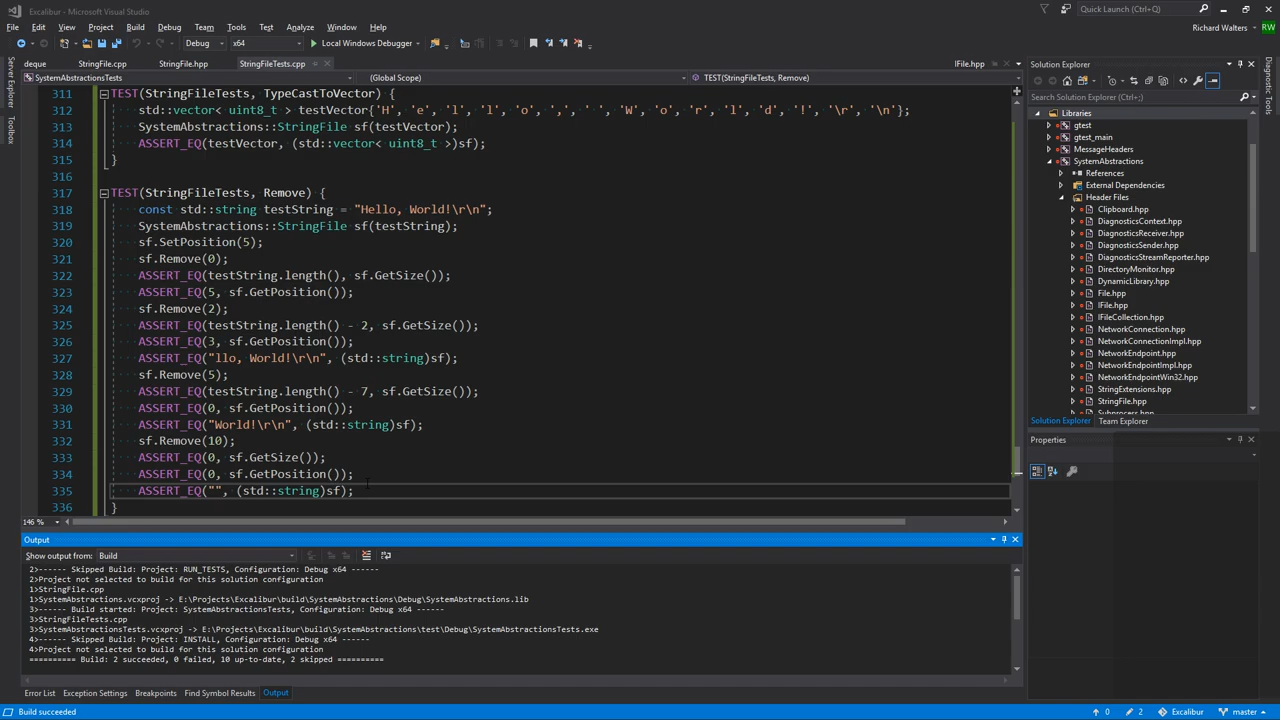 Excalibur - Microsoft Visual Studio
Quick Launch (Ctrl+Q)
File Edit View Project Build Debug Team Tools Test Analyze Window Help
Richard Walters RW
Debug x64 Local Windows Debugger
deque StringFile.cpp StringFile.hpp StringFileTests.cpp IFile.hpp
SystemAbstractionsTests (Global Scope) TEST(StringFileTests, Remove)
311 TEST(StringFileTests, TypeCastToVector) {
312 std::vector< uint8_t > testVector{'H', 'e', 'l', 'l', 'o', ',', ' ', 'W', 'o', 'r', 'l', 'd', '!', '\r', '\n'};
313 SystemAbstractions::StringFile sf(testVector);
314 ASSERT_EQ(testVector, (std::vector< uint8_t >)sf);
315 }
316
317 TEST(StringFileTests, Remove) {
318 const std::string testString = "Hello, World!\r\n";
319 SystemAbstractions::StringFile sf(testString);
320 sf.SetPosition(5);
321 sf.Remove(0);
322 ASSERT_EQ(testString.length(), sf.GetSize());
323 ASSERT_EQ(5, sf.GetPosition());
324 sf.Remove(2);
325 ASSERT_EQ(testString.length() - 2, sf.GetSize());
326 ASSERT_EQ(3, sf.GetPosition());
327 ASSERT_EQ("llo, World!\r\n", (std::string)sf);
328 sf.Remove(5);
329 ASSERT_EQ(testString.length() - 7, sf.GetSize());
330 ASSERT_EQ(0, sf.GetPosition());
331 ASSERT_EQ("World!\r\n", (std::string)sf);
332 sf.Remove(10);
333 ASSERT_EQ(0, sf.GetSize());
334 ASSERT_EQ(0, sf.GetPosition());
335 ASSERT_EQ("", (std::string)sf);
336 }
146 %
Server Explorer
Toolbox
Output
Show output from: Build
2>------ Skipped Build: Project: RUN_TESTS, Configuration: Debug x64 ------
2>Project not selected to build for this solution configuration
1>StringFile.cpp
1>SystemAbstractions.vcxproj -> E:\Projects\Excalibur\build\SystemAbstractions\Debug\SystemAbstractions.lib
3>------ Build started: Project: SystemAbstractionsTests, Configuration: Debug x64 ------
3>StringFileTests.cpp
3>SystemAbstractionsTests.vcxproj -> E:\Projects\Excalibur\build\SystemAbstractions\test\Debug\SystemAbstractionsTests.exe
4>------ Skipped Build: Project: INSTALL, Configuration: Debug x64 ------
4>Project not selected to build for this solution configuration
========== Build: 2 succeeded, 0 failed, 10 up-to-date, 2 skipped ==========
Error List Exception Settings Breakpoints Find Symbol Results Output
Solution Explorer
Search Solution Explorer (Ctrl+;)
Libraries
gtest
gtest_main
MessageHeaders
SystemAbstractions
References
External Dependencies
Header Files
Clipboard.hpp
DiagnosticsContext.hpp
DiagnosticsReceiver.hpp
DiagnosticsSender.hpp
DiagnosticsStreamReporter.hpp
DirectoryMonitor.hpp
DynamicLibrary.hpp
File.hpp
IFile.hpp
IFileCollection.hpp
NetworkConnection.hpp
NetworkConnectionImpl.hpp
NetworkEndpoint.hpp
NetworkEndpointImpl.hpp
NetworkEndpointWin32.hpp
StringExtensions.hpp
StringFile.hpp
Subprocess.hpp
Solution Explorer Team Explorer
Properties
Diagnostic Tools
Build succeeded
0 2 Excalibur master